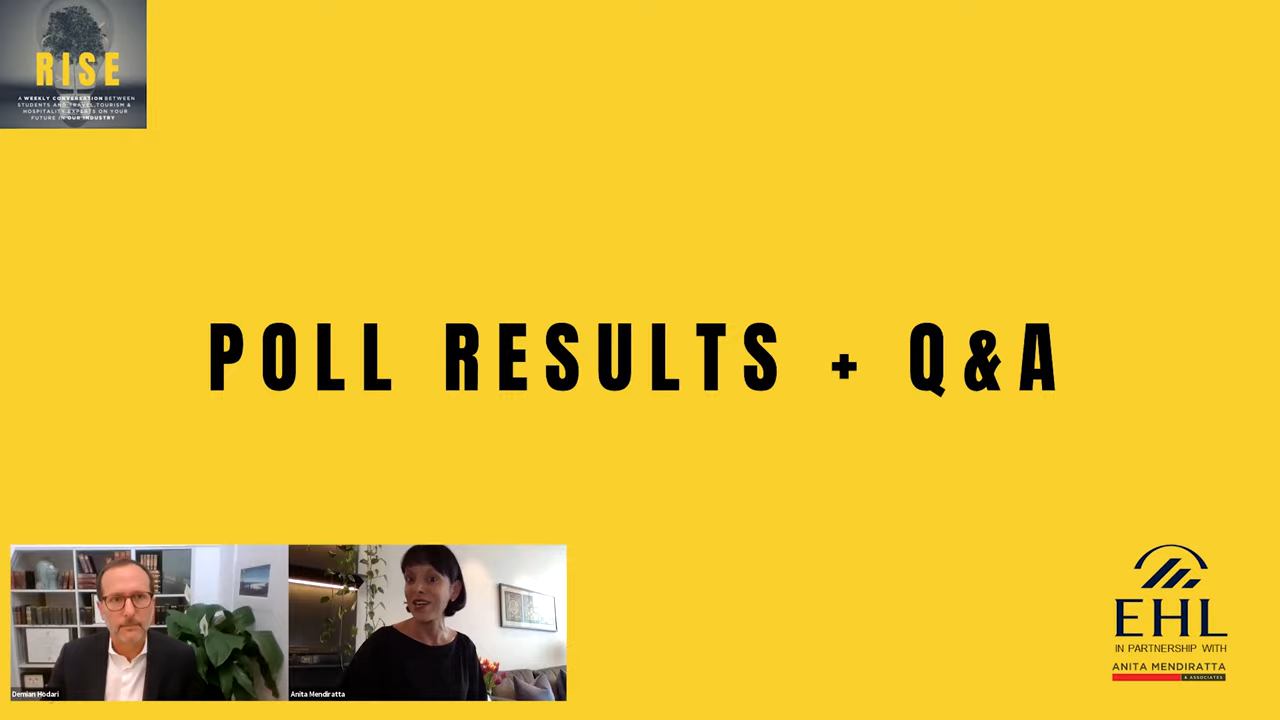 RISE
A WEEKLY CONVERSATION BETWEEN
STUDENTS AND TRAVEL, TOURISM &
HOSPITALITY EXPERTS ON YOUR
FUTURE IN OUR INDUSTRY
POLL RESULTS + Q&A
Demian Hodari
Anita Mendiratta
EHL
IN PARTNERSHIP WITH
ANITA MENDIRATTA
& ASSOCIATES